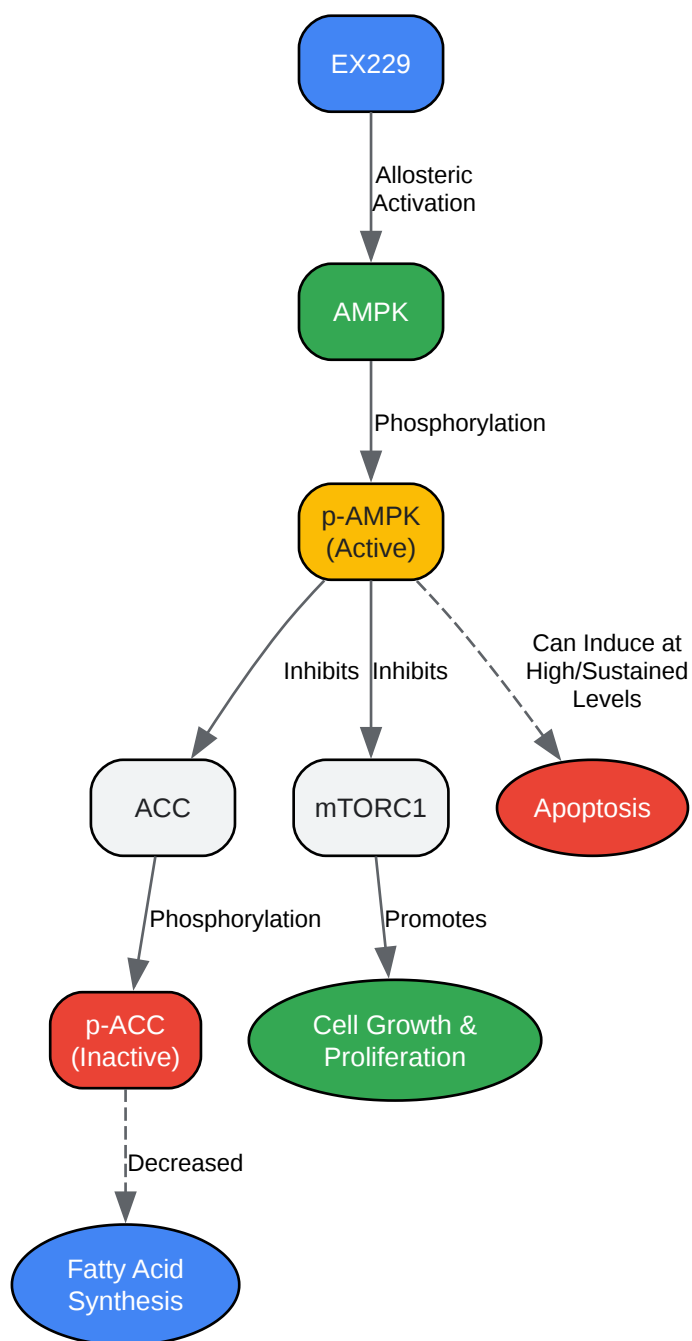 EX229
Allosteric
Activation
AMPK
Phosphorylation
p-AMPK
(Active)
Inhibits
Inhibits
Can Induce at
High/Sustained
Levels
ACC
mTORC1
Apoptosis
Phosphorylation
Promotes
p-ACC
(Inactive)
Cell Growth &
Proliferation
Decreased
Fatty Acid
Synthesis